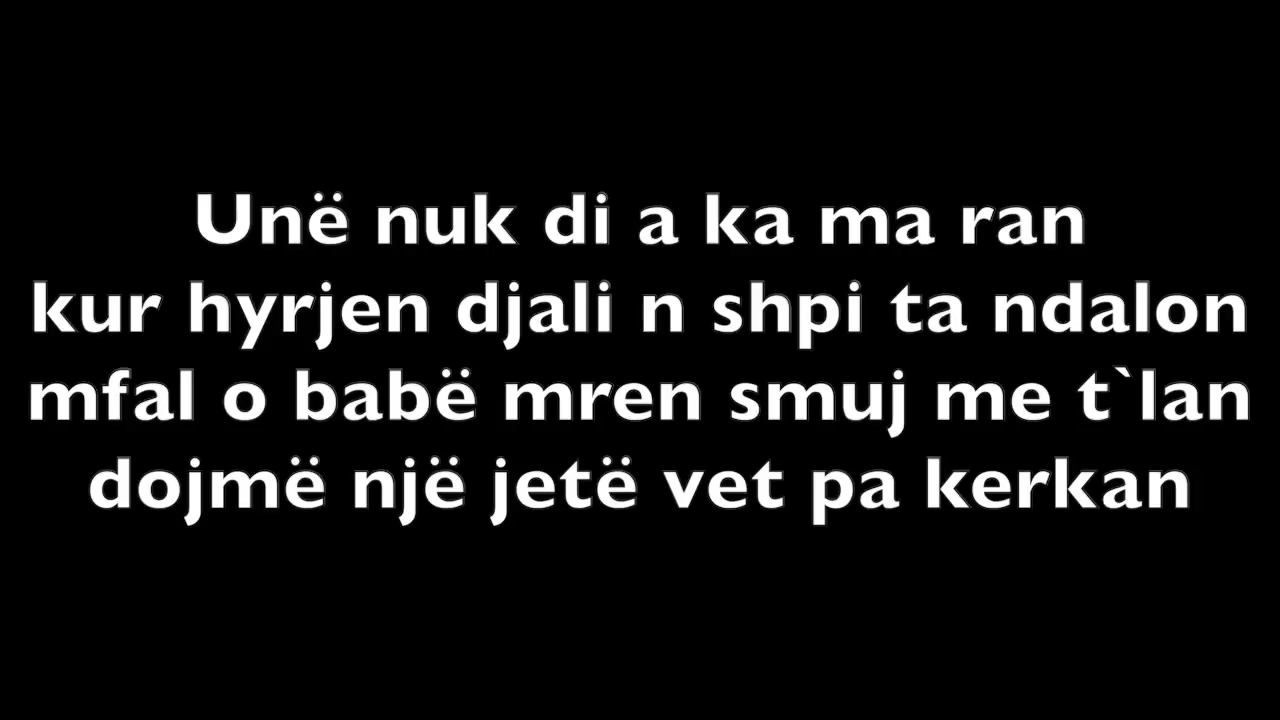 Unë nuk di a ka ma ran
kur hyrjen djali n shpi ta ndalon
mfal o babë mren smuj me t`lan
dojmë një jetë vet pa kerkan